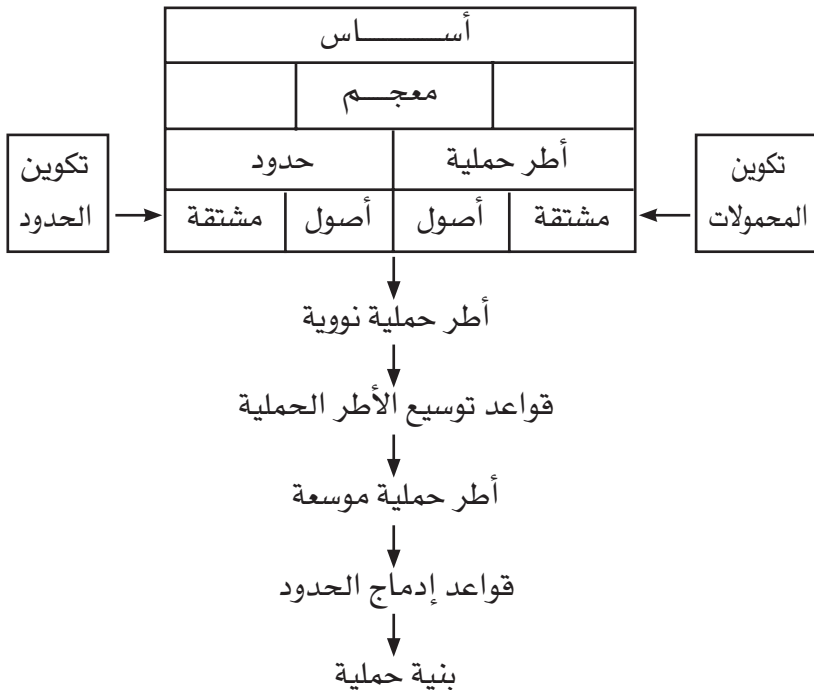 أســـــــاس
معجـــم
أطر حملية
حدود
تكوين
المحمولات
مشتقة
أصول
أصول
مشتقة
تكوين
الحدود
أطر حملية نووية
قواعد توسيع الأطر الحملية
أطر حملية موسعة
قواعد إدماج الحدود
بنية حملية